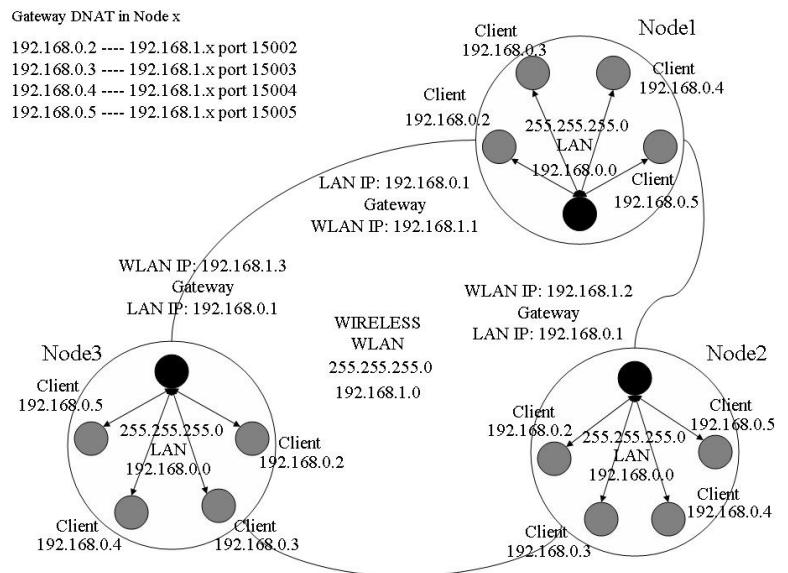 Gateway DNAT in Node x
192.168.0.2 ---- 192.168.1.x port 15002
192.168.0.3 ---- 192.168.1.x port 15003
192.168.0.4 ---- 192.168.1.x port 15004
192.168.0.5 ---- 192.168.1.x port 15005
Node1
Client
192.168.0.3
Client
192.168.0.4
Client
192.168.0.2
255.255.255.0
LAN
192.168.0.0
Client
192.168.0.5
LAN IP: 192.168.0.1
Gateway
WLAN IP: 192.168.1.1
WLAN IP: 192.168.1.3
Gateway
LAN IP: 192.168.0.1
WIRELESS
WLAN
255.255.255.0
192.168.1.0
WLAN IP: 192.168.1.2
Gateway
LAN IP: 192.168.0.1
Node3
Client
192.168.0.5
255.255.255.0
LAN
192.168.0.0
Client
192.168.0.2
Client
192.168.0.4
Client
192.168.0.3
Node2
Client
192.168.0.2
Client
192.168.0.5
255.255.255.0
LAN
192.168.0.0
Client
192.168.0.4
Client
192.168.0.3